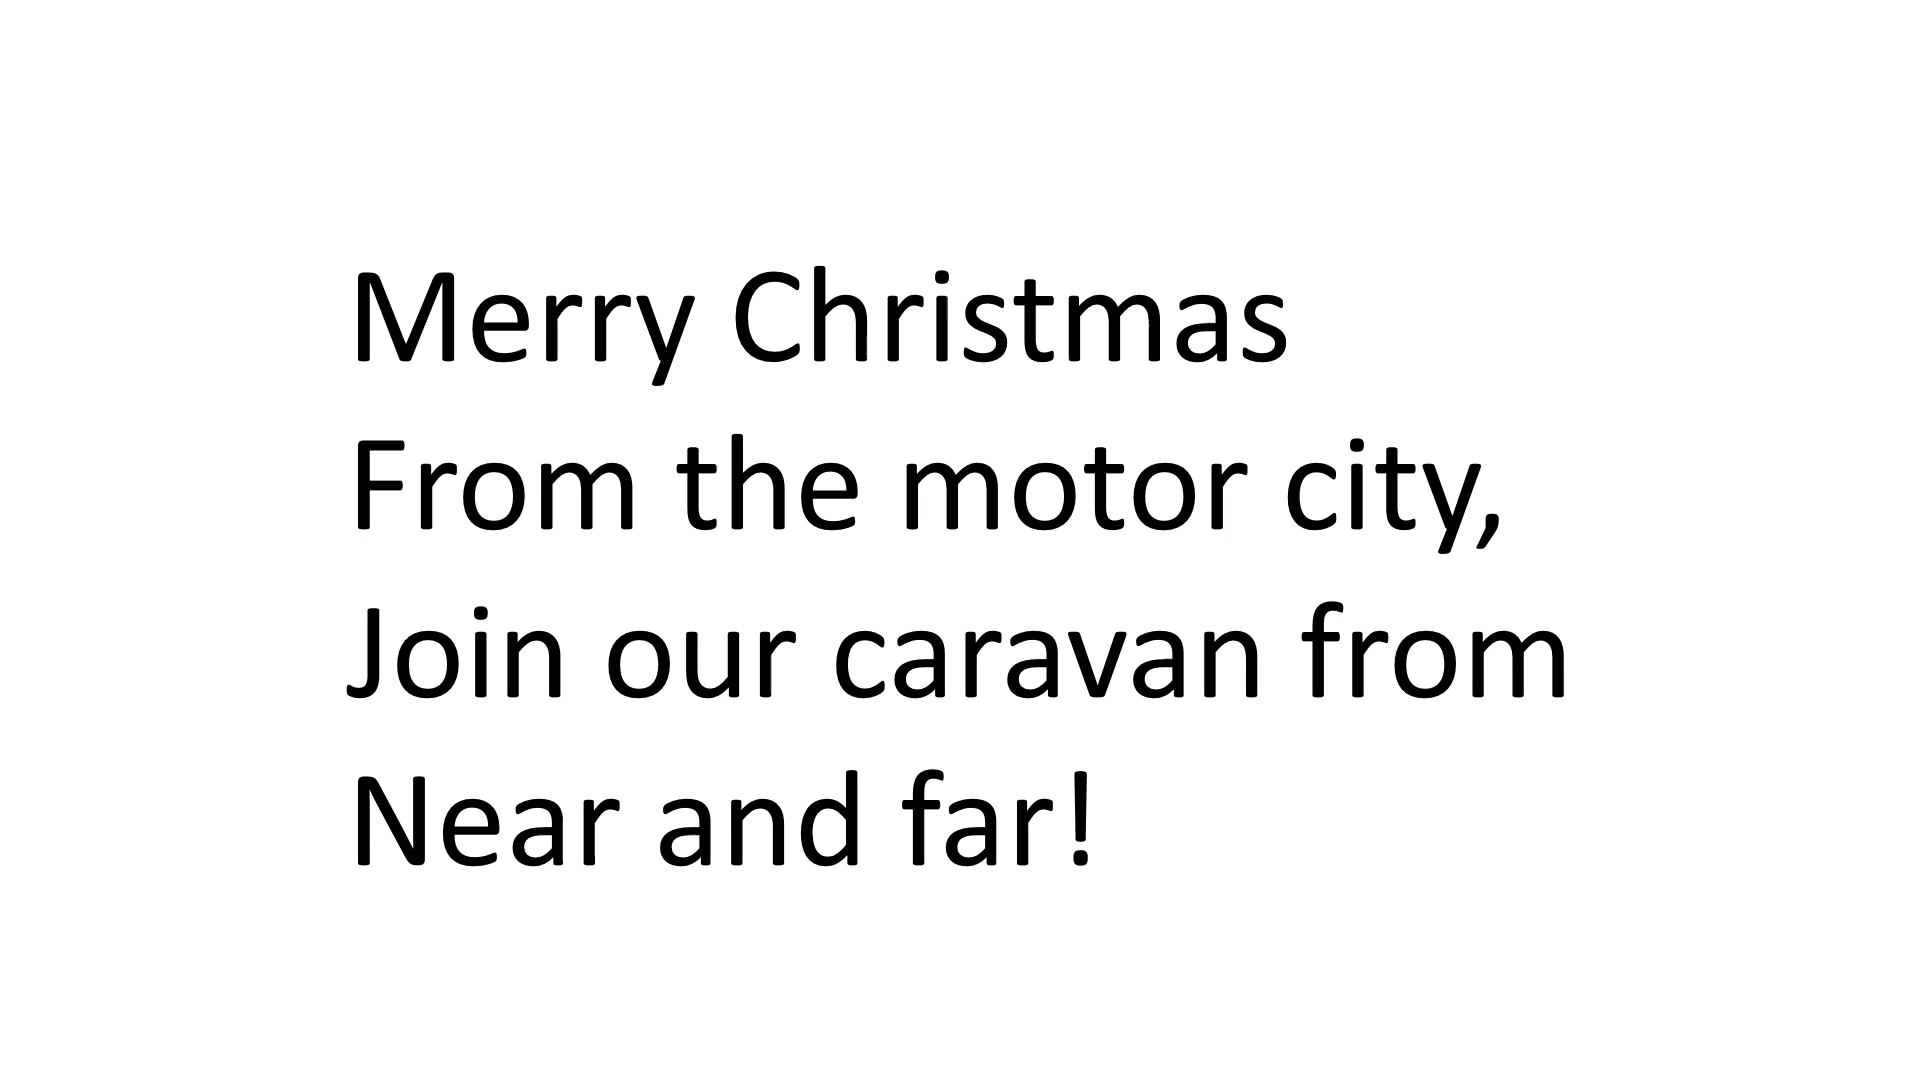 Merry Christmas
From the motor city,
Join our caravan from
Near and far!